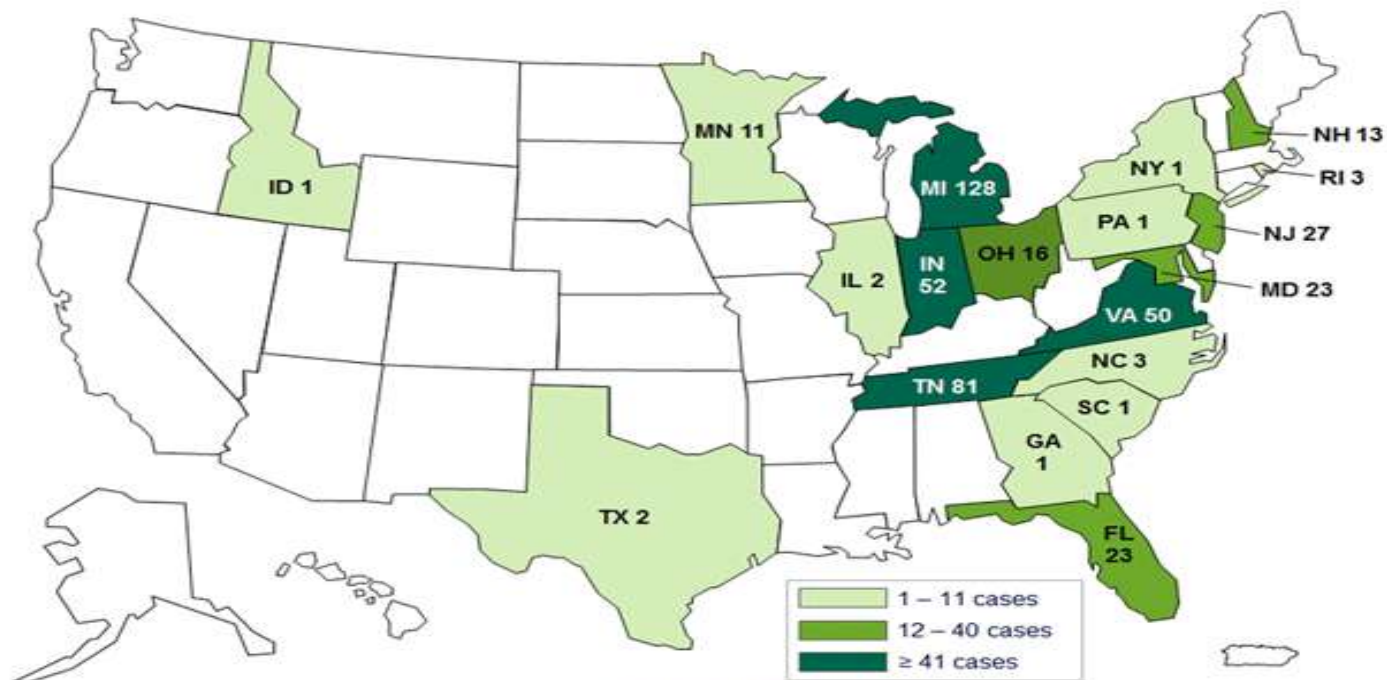 MN 11
NH 13
ID 1
NY 1
RI 3
MI 128
PA 1
NJ 27
IL 2
IN
52
OH 16
MD 23
VA 50
NC 3
TN 81
SC 1
GA
1
TX 2
FL
23
1 – 11 cases
12 – 40 cases
≥ 41 cases